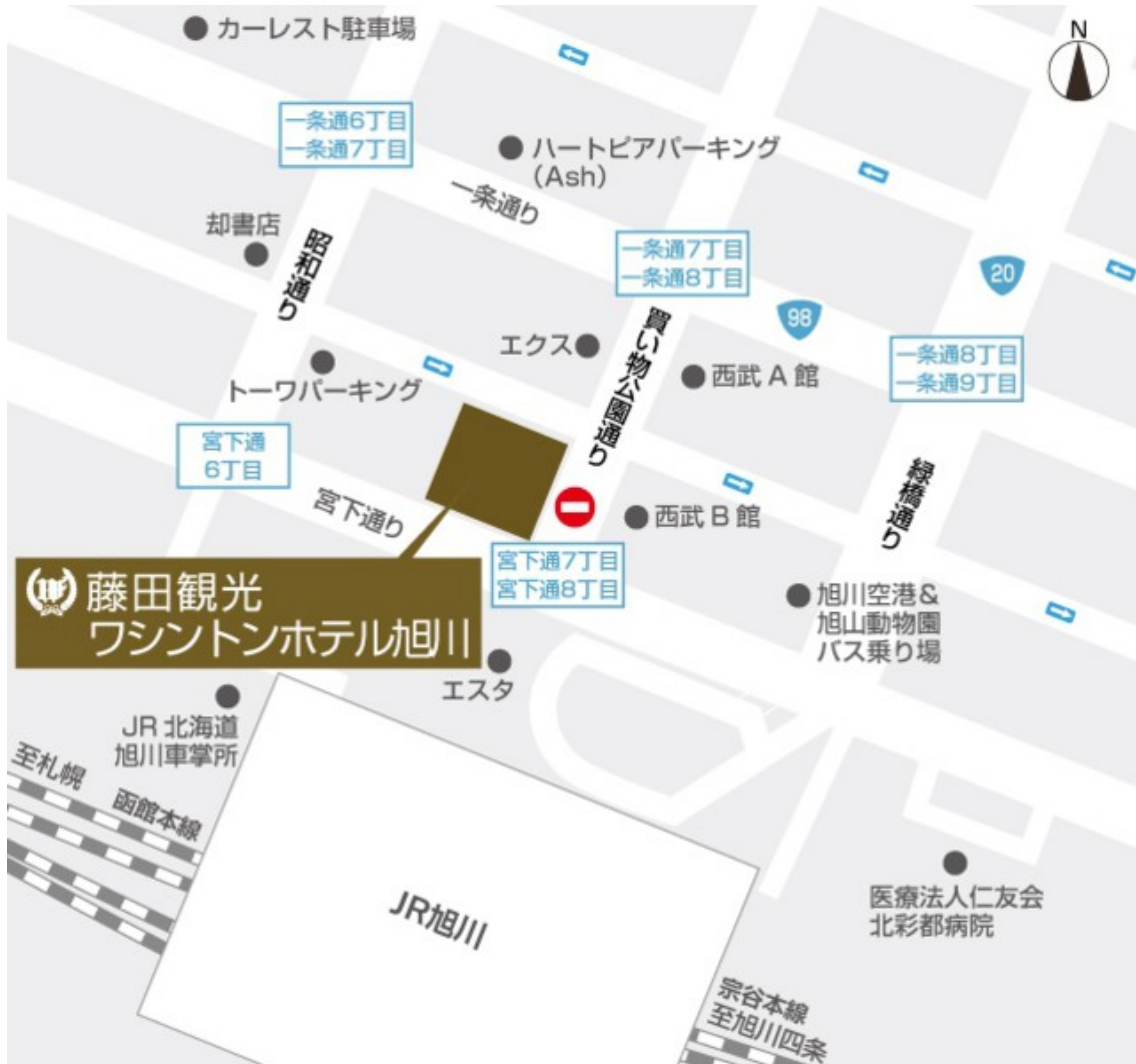 N
カーレスト駐車場
一条通6丁目
一条通7丁目
ハートピアパーキング
(Ash)
一条通り
却書店
昭和通り
一条通7丁目
一条通8丁目
20
98
買い物公園通り
エクス
西武A館
一条通8丁目
一条通9丁目
トーワパーキング
宮下通
6丁目
宮下通り
西武B館
緑橋通り
宮下通7丁目
宮下通8丁目
藤田観光
ワシントンホテル旭川
旭川空港&
旭山動物園
バス乗り場
エスタ
JR北海道
旭川車掌所
至札幌
函館本線
JR旭川
医療法人仁友会
北彩都病院
宗谷本線
至旭川四条